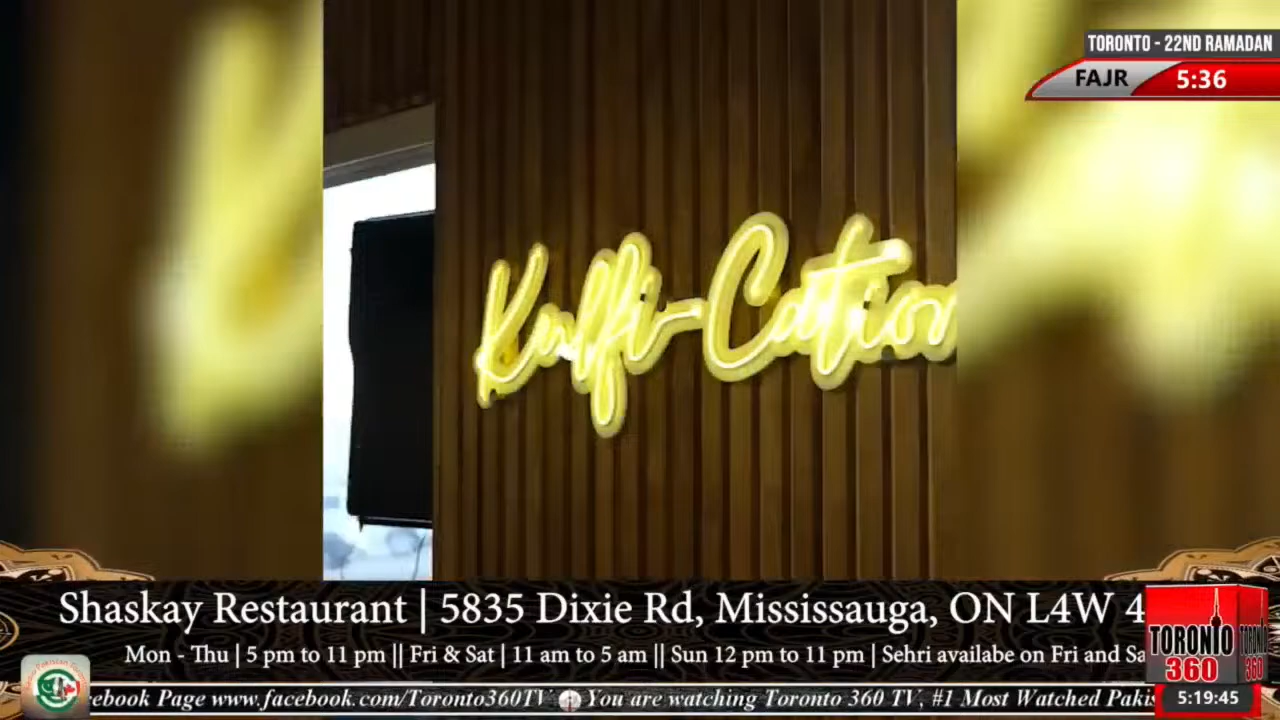 TORONTO - 22ND RAMADAN
FAJR 5:36
Kulfi-Cation
Shaskay Restaurant | 5835 Dixie Rd, Mississauga, ON L4W 4
Mon - Thu | 5 pm to 11 pm || Fri & Sat | 11 am to 5 am || Sun 12 pm to 11 pm | Sehri availabe on Fri and Sa
TORONTO
360
ebook Page www.facebook.com/Toronto360TV You are watching Toronto 360 TV, #1 Most Watched Pakis
5:19:45